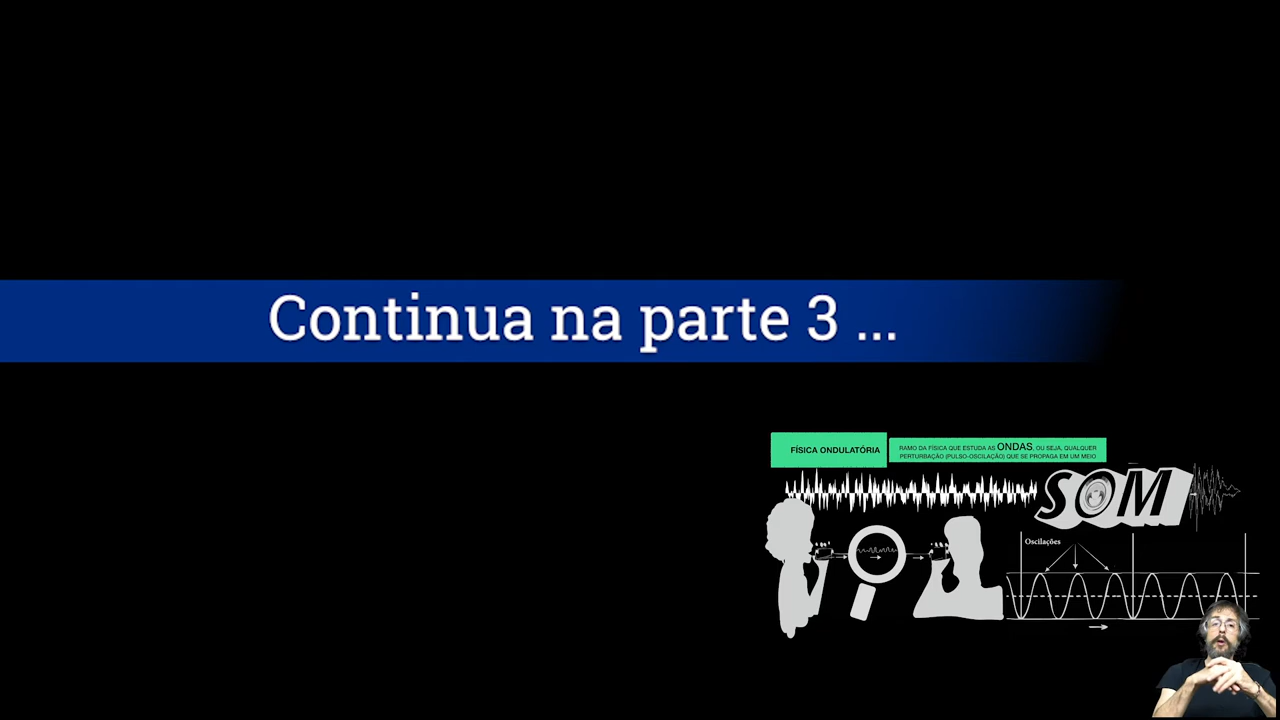 Continua na parte 3 ...
FÍSICA ONDULATÓRIA
RAMO DA FÍSICA QUE ESTUDA AS ONDAS, OU SEJA, QUALQUER
PERTURBAÇÃO (PULSO-OSCILAÇÃO) QUE SE PROPAGA EM UM MEIO
SOM
Oscilações